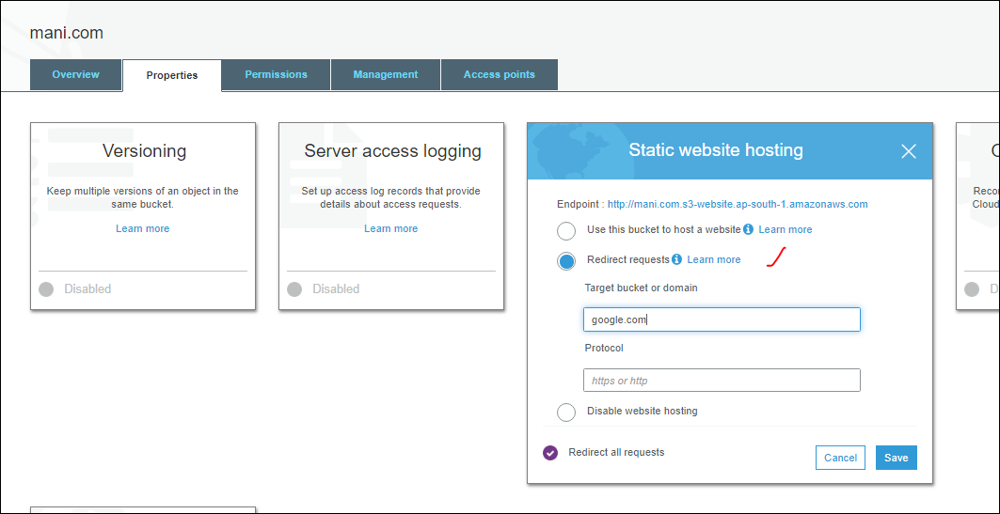 mani.com
Overview
Properties
Permissions
Management
Access points
Versioning
Keep multiple versions of an object in the
same bucket.
Learn more
Disabled
Server access logging
Set up access log records that provide
details about access requests.
Learn more
Disabled
Static website hosting
Endpoint : http://mani.com.s3-website.ap-south-1.amazonaws.com
Use this bucket to host a website Learn more
Redirect requests Learn more
Target bucket or domain
google.com
Protocol
https or http
Disable website hosting
Redirect all requests
Cancel
Save
Reco
Cloud